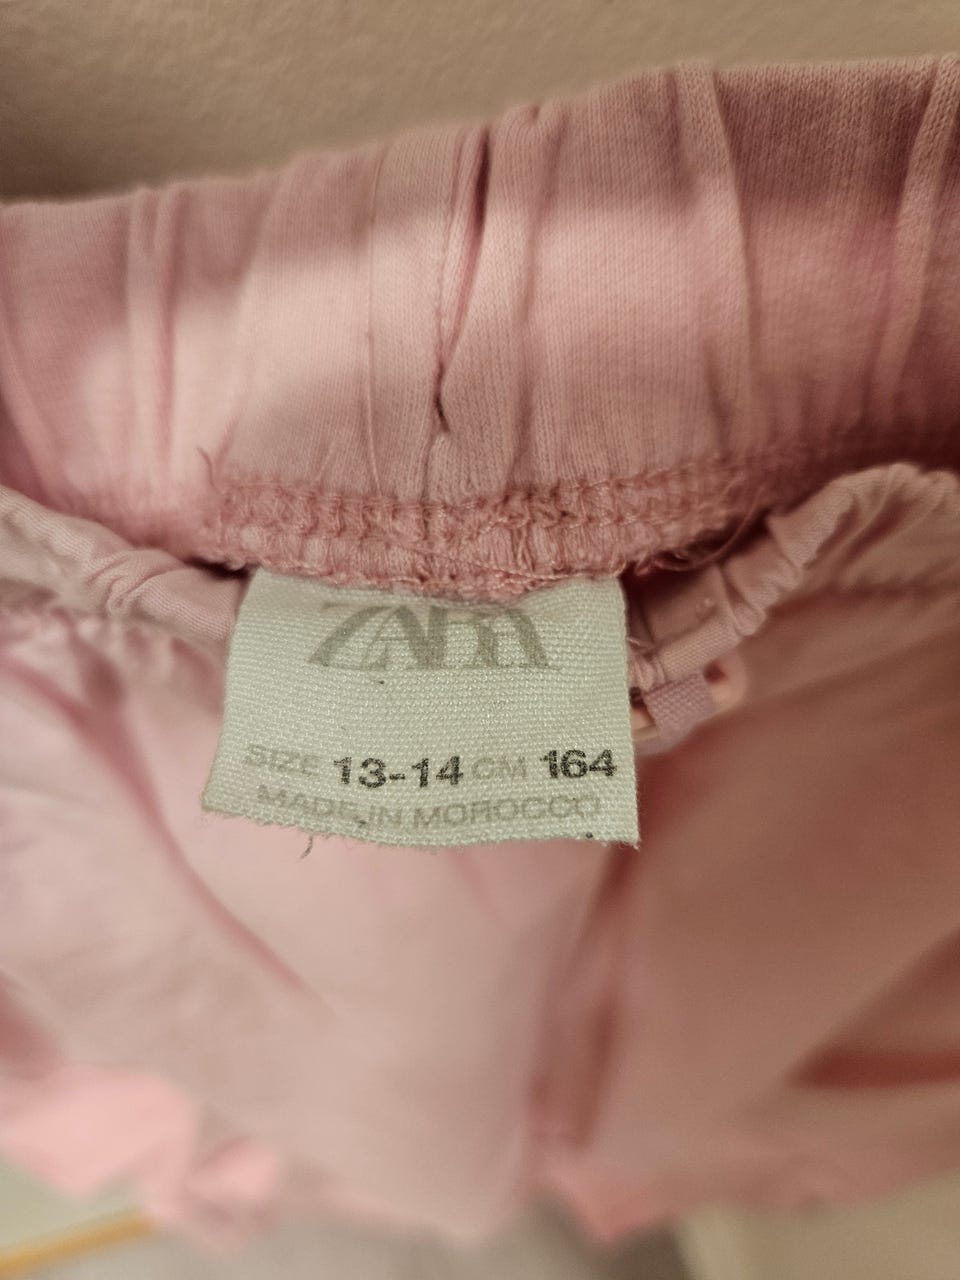 ZARA
SIZE 13-14 CM 164
MADE IN MOROCCO